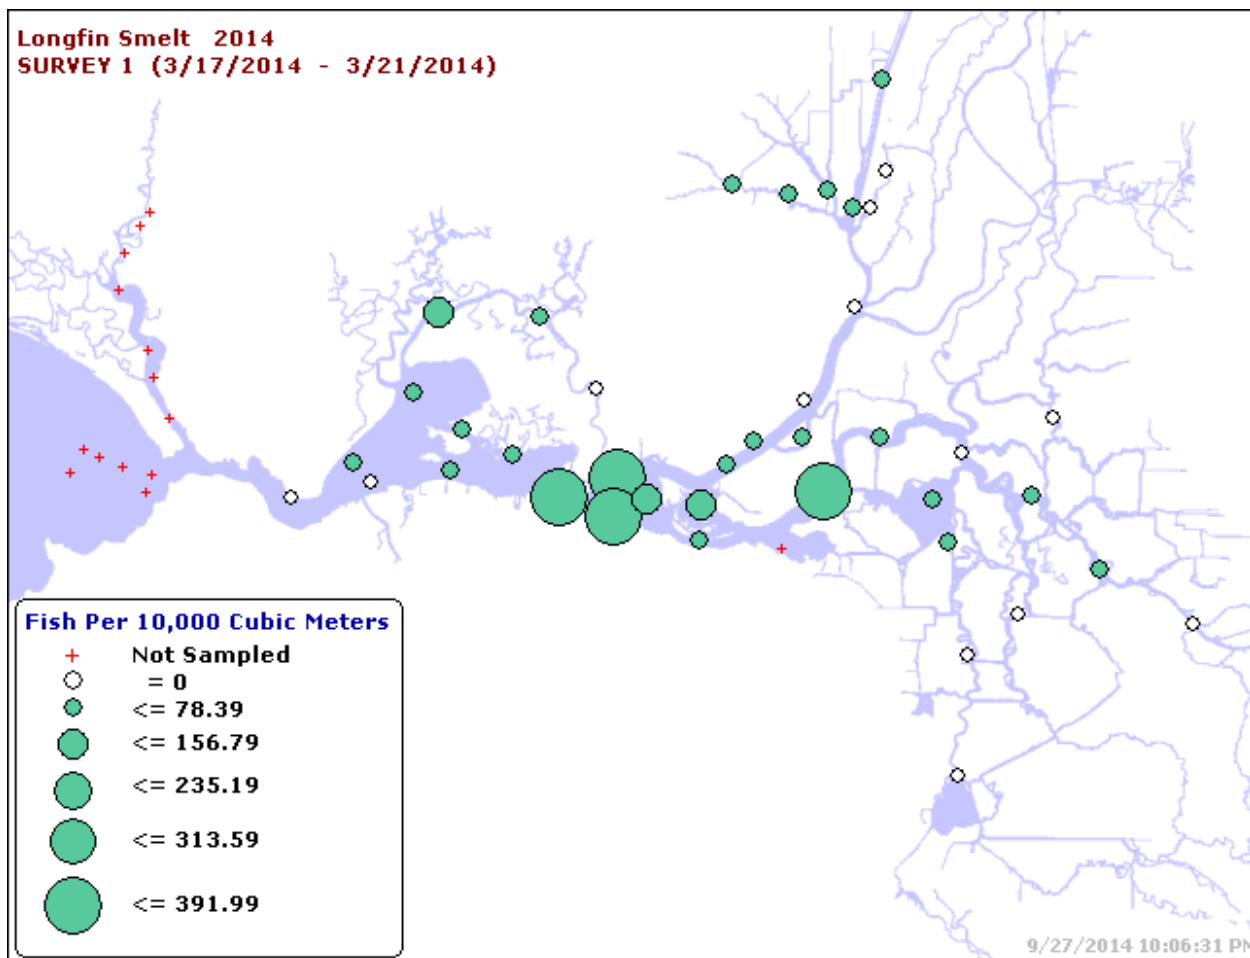 Longfin Smelt 2014
SURVEY 1 (3/17/2014 - 3/21/2014)
Fish Per 10,000 Cubic Meters
Not Sampled
= 0
<= 78.39
<= 156.79
<= 235.19
<= 313.59
<= 391.99
9/27/2014 10:06:31 PM